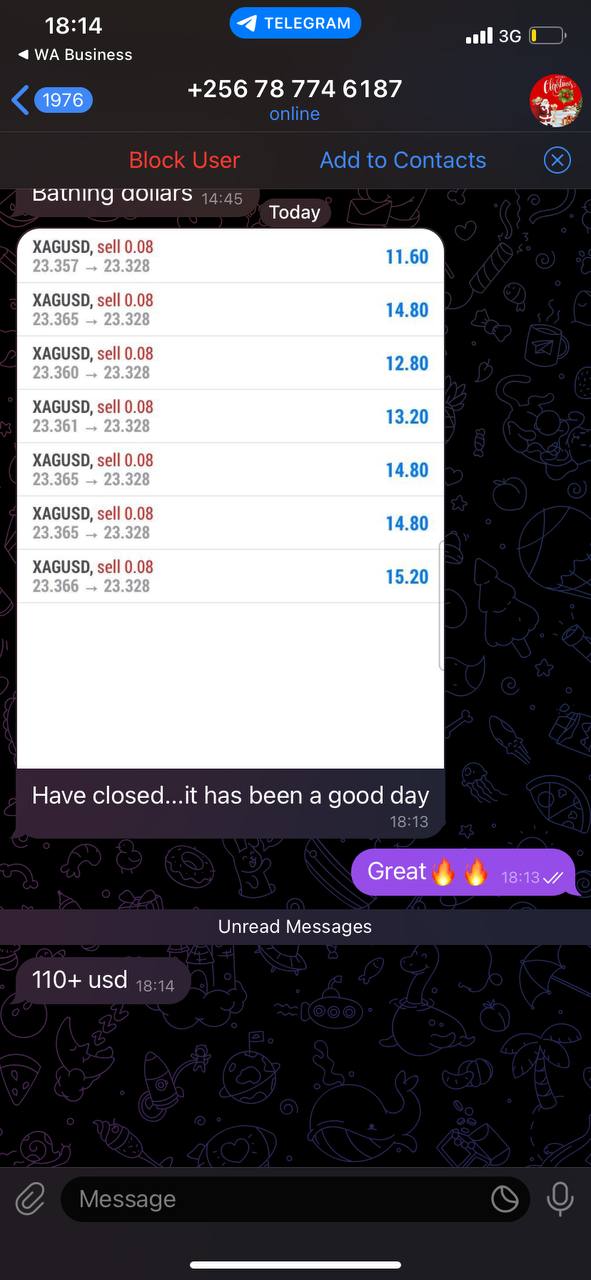 18:14
TELEGRAM
3G
◀ WA Business
1976
+256 78 774 6187
online
Block User
Add to Contacts
Bathing dollars 14:45
Today
XAGUSD, sell 0.08
23.357 → 23.328
11.60
XAGUSD, sell 0.08
23.365 → 23.328
14.80
XAGUSD, sell 0.08
23.360 → 23.328
12.80
XAGUSD, sell 0.08
23.361 → 23.328
13.20
XAGUSD, sell 0.08
23.365 → 23.328
14.80
XAGUSD, sell 0.08
23.365 → 23.328
14.80
XAGUSD, sell 0.08
23.366 → 23.328
15.20
Have closed...it has been a good day
18:13
Great🔥🔥 18:13
Unread Messages
110+ usd 18:14
Message